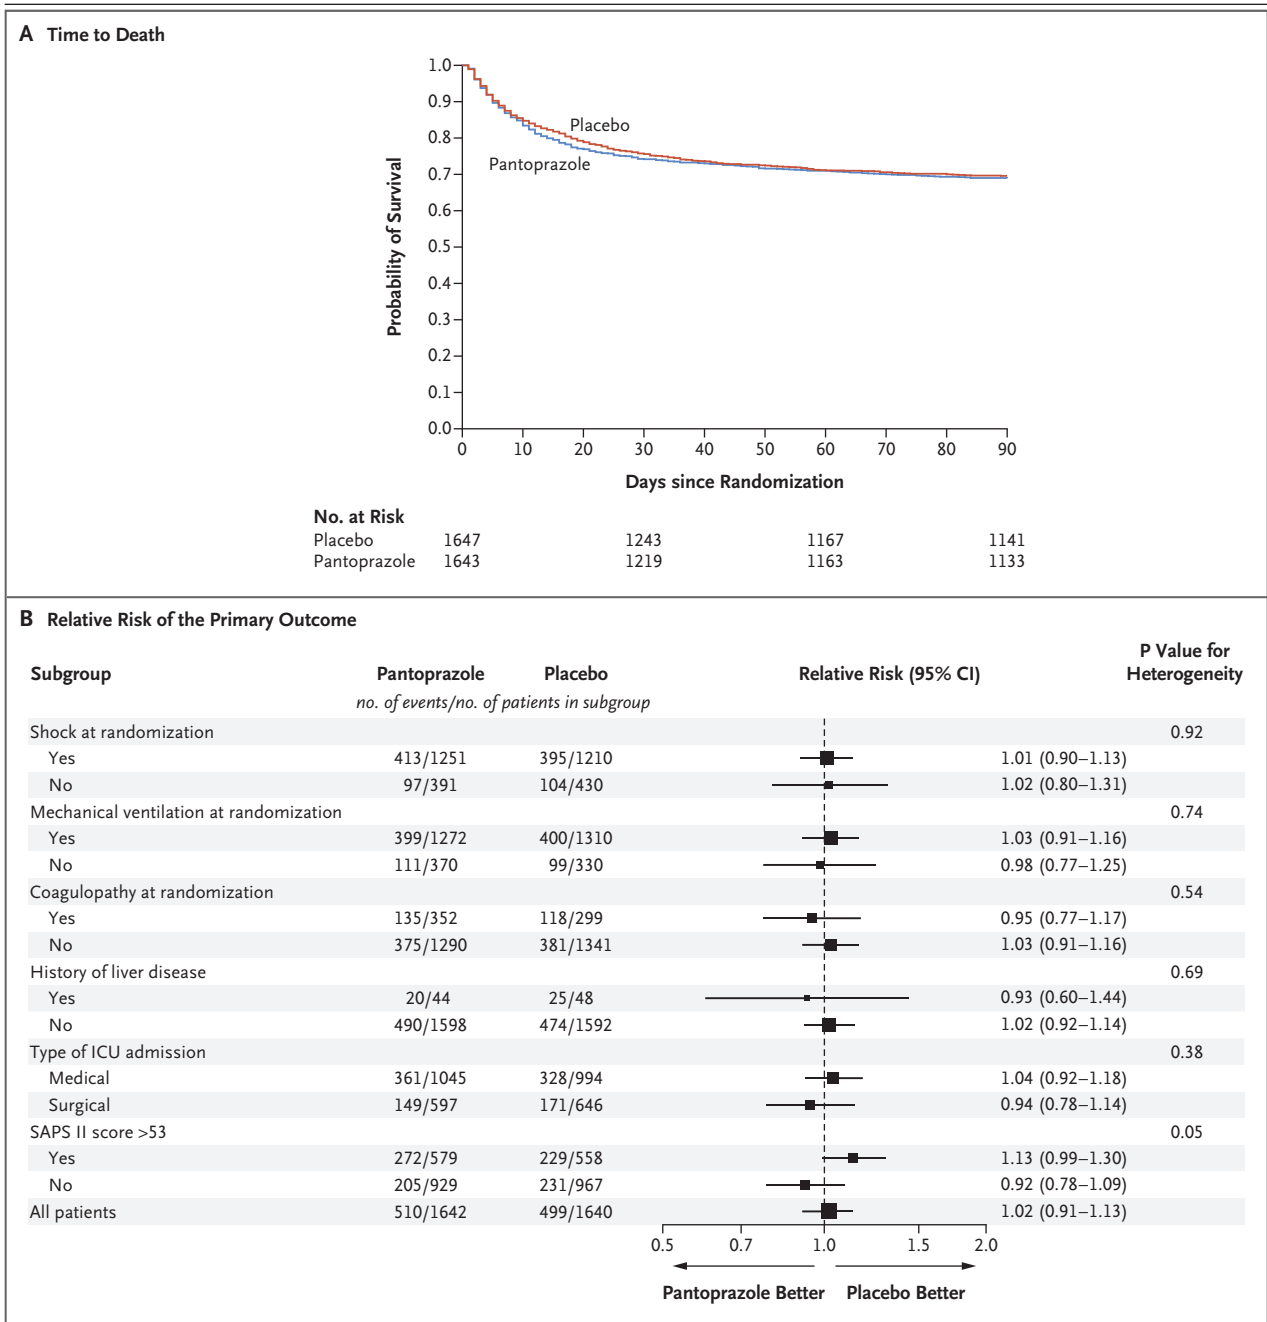 A Time to Death
1.0
0.9
0.8
0.7
0.6
0.5
0.4
0.3
0.2
0.1
0.0
Probability of Survival
Placebo
Pantoprazole
0 10 20 30 40 50 60 70 80 90
Days since Randomization
No. at Risk
Placebo 1647 1243 1167 1141
Pantoprazole 1643 1219 1163 1133
B Relative Risk of the Primary Outcome
Subgroup Pantoprazole Placebo Relative Risk (95% CI) P Value for Heterogeneity
no. of events/no. of patients in subgroup
Shock at randomization 0.92
Yes 413/1251 395/1210 1.01 (0.90–1.13)
No 97/391 104/430 1.02 (0.80–1.31)
Mechanical ventilation at randomization 0.74
Yes 399/1272 400/1310 1.03 (0.91–1.16)
No 111/370 99/330 0.98 (0.77–1.25)
Coagulopathy at randomization 0.54
Yes 135/352 118/299 0.95 (0.77–1.17)
No 375/1290 381/1341 1.03 (0.91–1.16)
History of liver disease 0.69
Yes 20/44 25/48 0.93 (0.60–1.44)
No 490/1598 474/1592 1.02 (0.92–1.14)
Type of ICU admission 0.38
Medical 361/1045 328/994 1.04 (0.92–1.18)
Surgical 149/597 171/646 0.94 (0.78–1.14)
SAPS II score >53 0.05
Yes 272/579 229/558 1.13 (0.99–1.30)
No 205/929 231/967 0.92 (0.78–1.09)
All patients 510/1642 499/1640 1.02 (0.91–1.13)
0.5 0.7 1.0 1.5 2.0
Pantoprazole Better Placebo Better